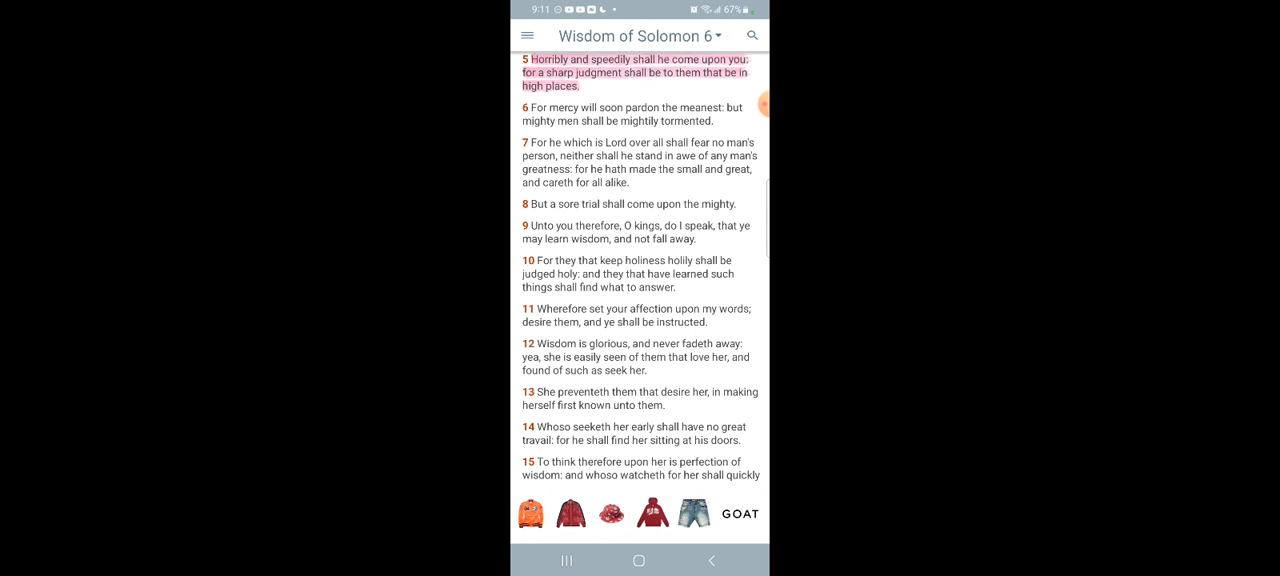 9:11 67%
Wisdom of Solomon 6
5 Horribly and speedily shall he come upon you:
for a sharp judgment shall be to them that be in
high places.
6 For mercy will soon pardon the meanest: but
mighty men shall be mightily tormented.
7 For he which is Lord over all shall fear no man's
person, neither shall he stand in awe of any man's
greatness: for he hath made the small and great,
and careth for all alike.
8 But a sore trial shall come upon the mighty.
9 Unto you therefore, O kings, do I speak, that ye
may learn wisdom, and not fall away.
10 For they that keep holiness holily shall be
judged holy: and they that have learned such
things shall find what to answer.
11 Wherefore set your affection upon my words;
desire them, and ye shall be instructed.
12 Wisdom is glorious, and never fadeth away:
yea, she is easily seen of them that love her, and
found of such as seek her.
13 She preventeth them that desire her, in making
herself first known unto them.
14 Whoso seeketh her early shall have no great
travail: for he shall find her sitting at his doors.
15 To think therefore upon her is perfection of
wisdom: and whoso watcheth for her shall quickly
GOAT